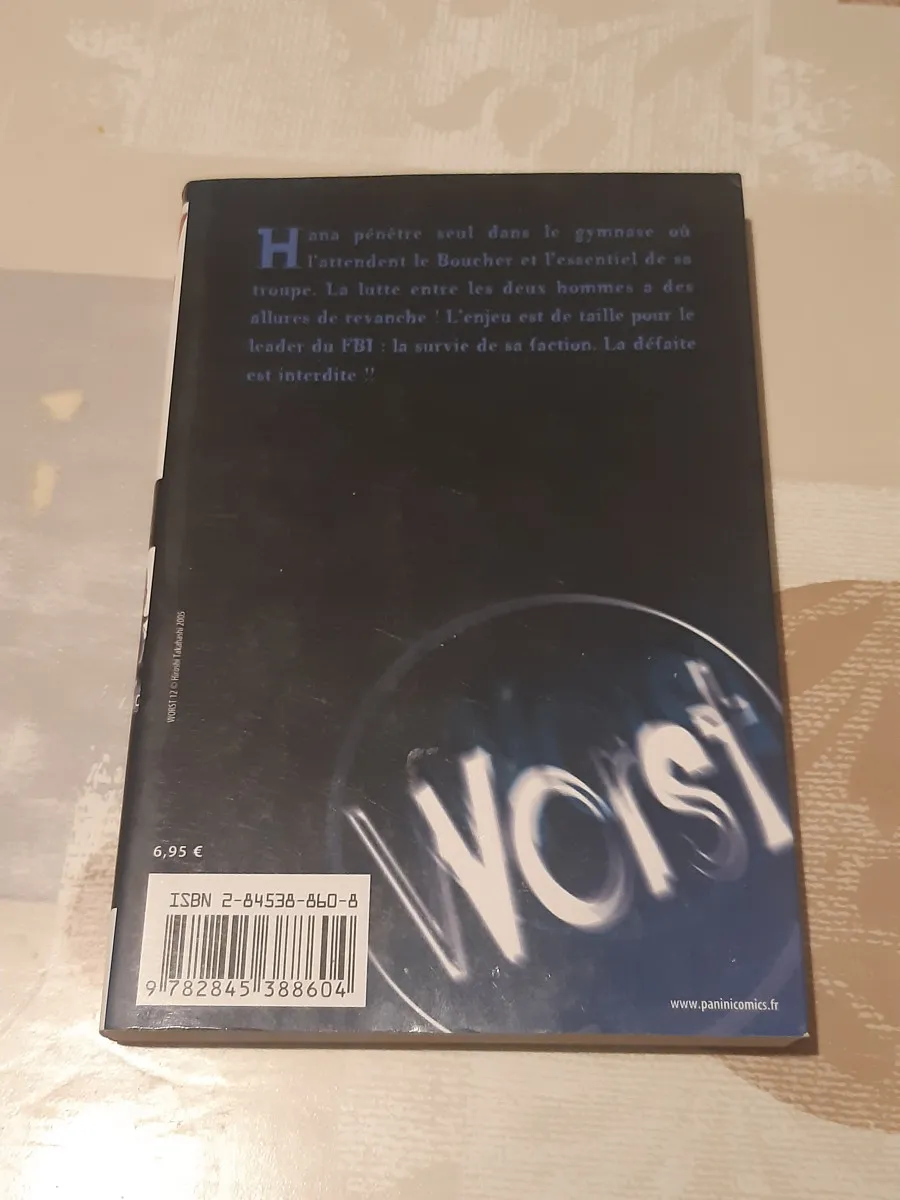 Hana pénètre seul dans le gymnase où
l'attendent le Boucher et l'essentiel de sa
troupe. La lutte entre les deux hommes a des
allures de revanche ! L'enjeu est de taille pour le
leader du FBI : la survie de sa faction. La défaite
est interdite !!
WORST 12 © Hiroshi Takahashi 2005
Worst
6,95 €
ISBN 2-84538-860-8
9 782845 388604
www.paninicomics.fr